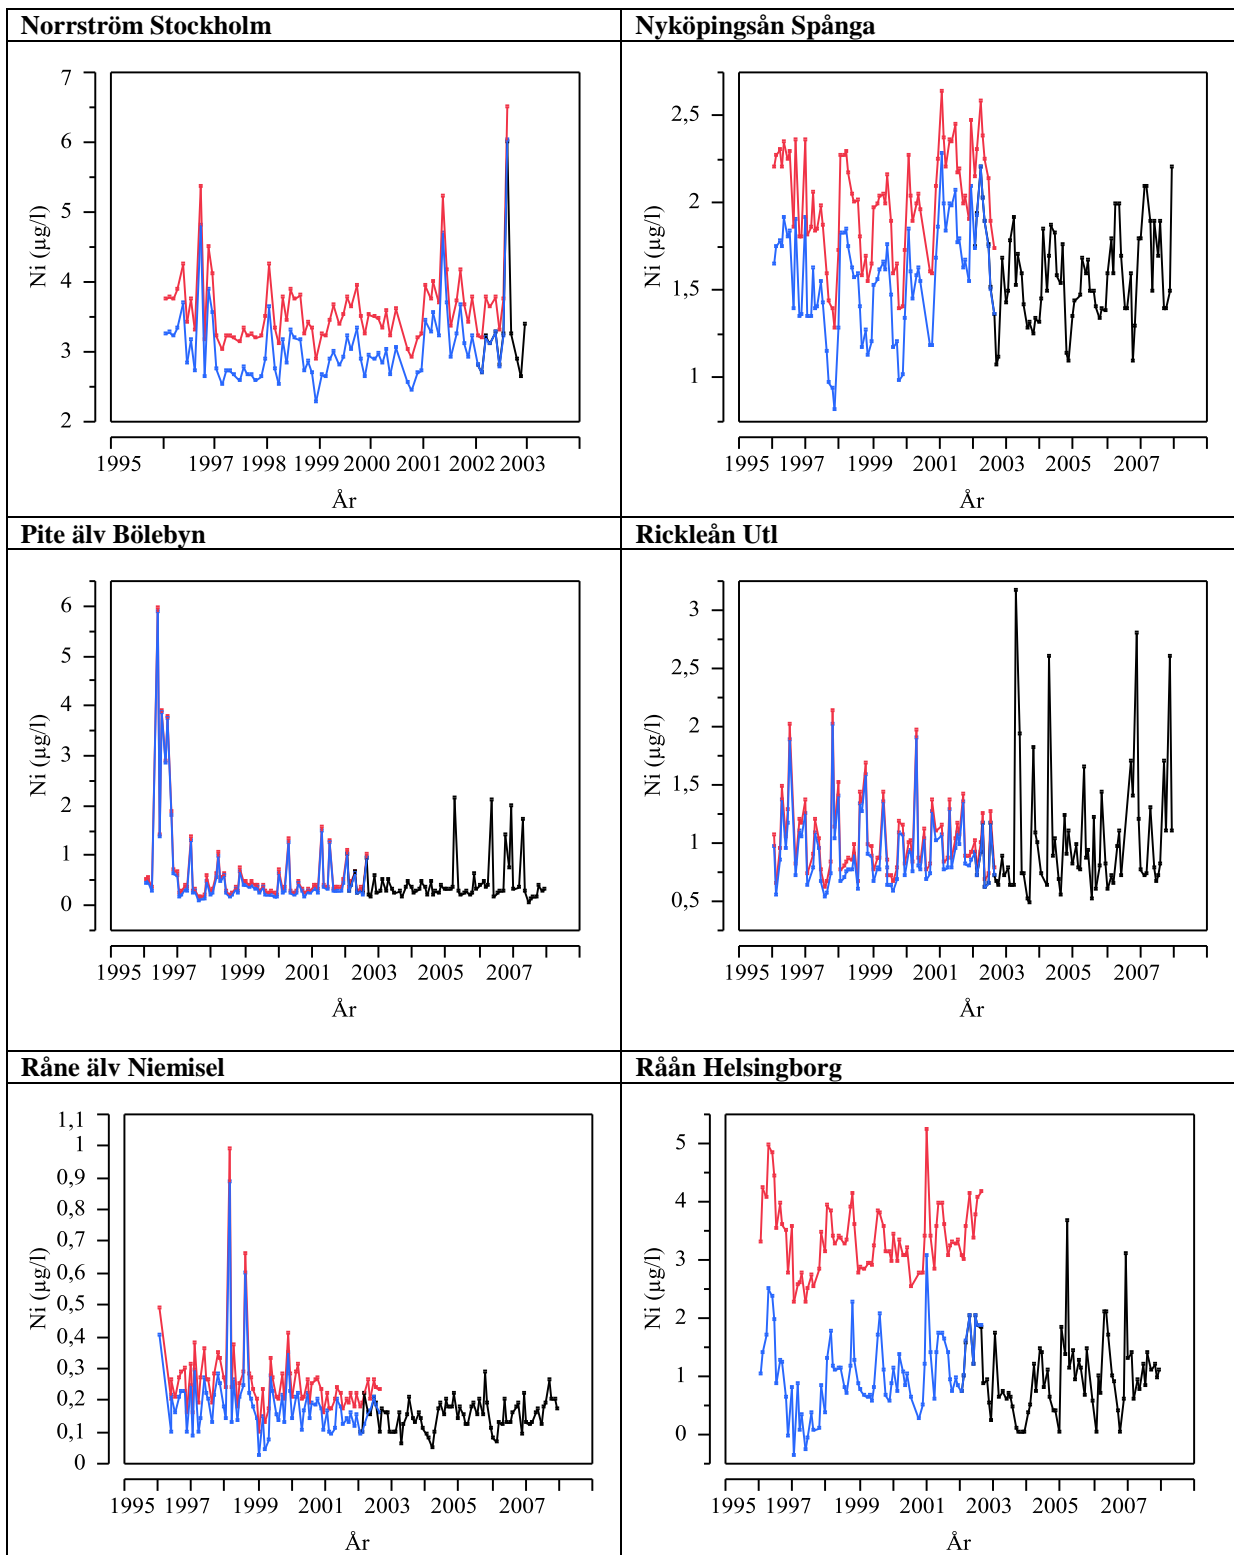 Norrström Stockholm
Nyköpingsån Spånga
7
6
5
4
3
2
Ni (µg/l)
1995 1997 1998 1999 2000 2001 2002 2003
År
2,5
2
1,5
1
Ni (µg/l)
1995 1997 1999 2001 2003 2005 2007
År
Pite älv Bölebyn
Rickleån Utl
6
5
4
3
2
1
0
Ni (µg/l)
1995 1997 1999 2001 2003 2005 2007
År
3
2,5
2
1,5
1
0,5
Ni (µg/l)
1995 1997 1999 2001 2003 2005 2007
År
Råne älv Niemisel
Råån Helsingborg
1,1
1
0,9
0,8
0,7
0,6
0,5
0,4
0,3
0,2
0,1
0
Ni (µg/l)
1995 1997 1999 2001 2003 2005 2007
År
5
4
3
2
1
0
Ni (µg/l)
1995 1997 1999 2001 2003 2005 2007
År